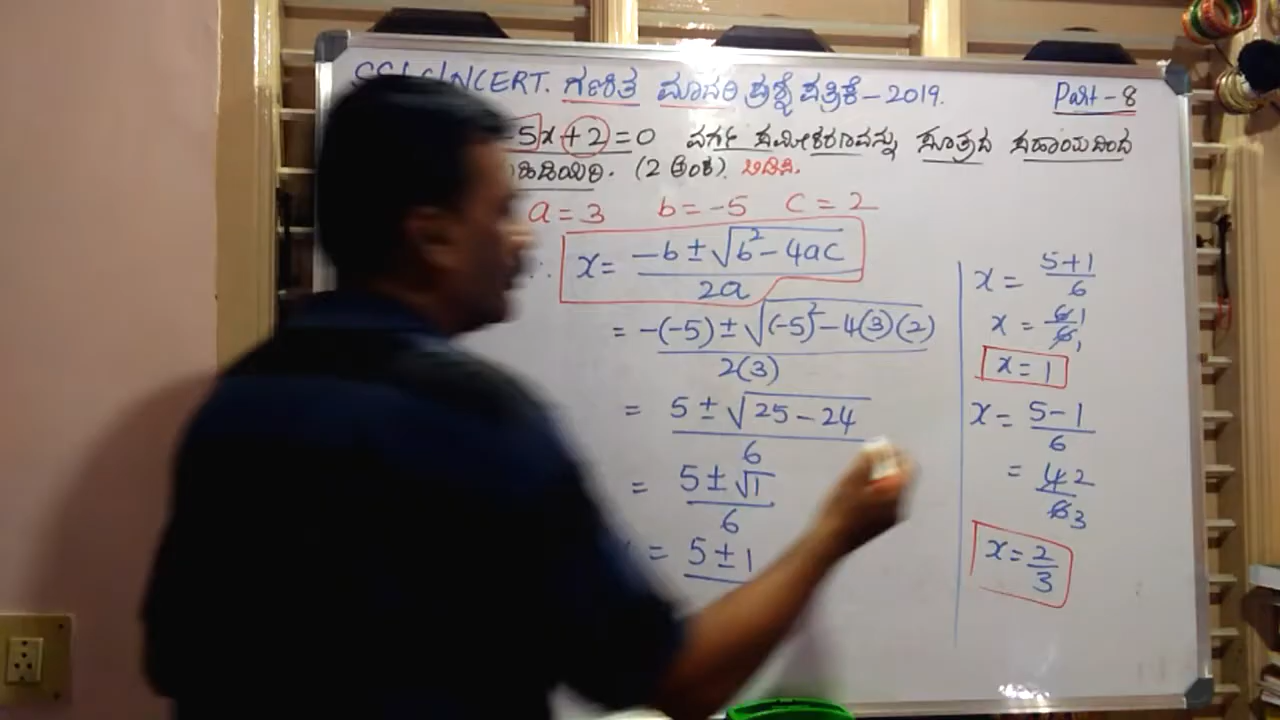 NCERT. ಗಣಿತ ಮಾದರಿ ಪ್ರಶ್ನೆ ಪತ್ರಿಕೆ – 2019.
Part – 8
5x + 2 = 0 ವರ್ಗ ಸಮೀಕರಣವನ್ನು ಸೂತ್ರದ ಸಹಾಯದಿಂದ
ಹಿಡಿಯಿರಿ. (2 ಅಂಕ). ಬಿಡಿಸಿ.
a = 3 b = -5 c = 2
∴ x = -b ± √(b² - 4ac) / 2a
= -(-5) ± √((-5)² - 4(3)(2)) / 2(3)
= 5 ± √(25 - 24) / 6
= 5 ± √1 / 6
= 5 ± 1
x = 5+1 / 6
x = 6 1 / 6 1
x = 1
x = 5-1 / 6
= 4 2 / 6 3
x = 2/3